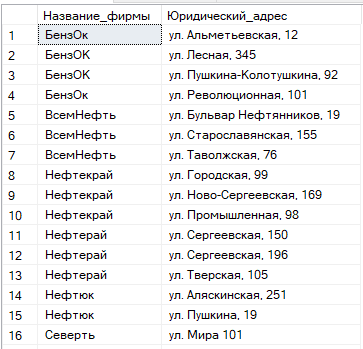 Название_фирмы Юридический_адрес
1 БензОк ул. Альметьевская, 12
2 БензОК ул. Лесная, 345
3 БензОК ул. Пушкина-Колотушкина, 92
4 БензОк ул. Революционная, 101
5 ВсемНефть ул. Бульвар Нефтянников, 19
6 ВсемНефть ул. Старославянская, 155
7 ВсемНефть ул. Таволжская, 76
8 Нефтекрай ул. Городская, 99
9 Нефтекрай ул. Ново-Сергеевская, 169
10 Нефтекрай ул. Промышленная, 98
11 Нефтерай ул. Сергеевская, 150
12 Нефтерай ул. Сергеевская, 196
13 Нефтерай ул. Тверская, 105
14 Нефтюк ул. Аляскинская, 251
15 Нефтюк ул. Пушкина, 19
16 Северть ул. Мира 101